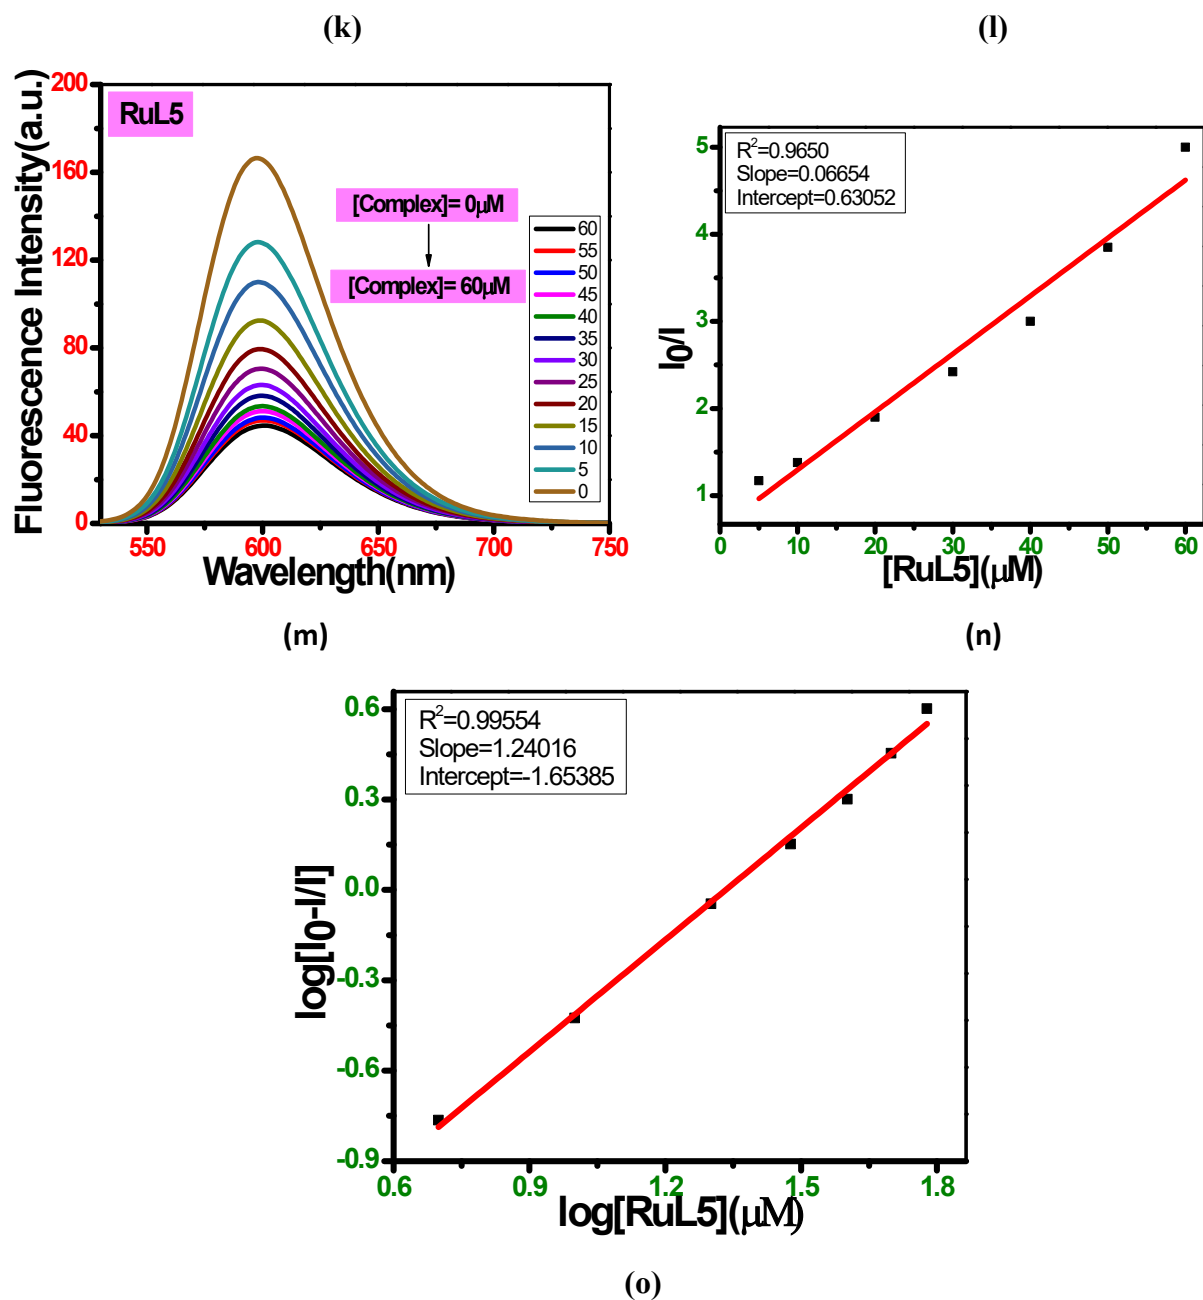 (k)
(l)
Fluorescence Intensity(a.u.)
200
160
120
80
40
0
RuL5
[Complex]= 0μM
[Complex]= 60μM
60
55
50
45
40
35
30
25
20
15
10
5
0
550
600
650
700
750
Wavelength(nm)
I0/I
5
4
3
2
1
R2=0.9650
Slope=0.06654
Intercept=0.63052
0
10
20
30
40
50
60
[RuL5](μM)
(m)
(n)
log[I0-I/I]
0.6
0.3
0.0
-0.3
-0.6
-0.9
R2=0.99554
Slope=1.24016
Intercept=-1.65385
0.6
0.9
1.2
1.5
1.8
log[RuL5](μM)
(o)